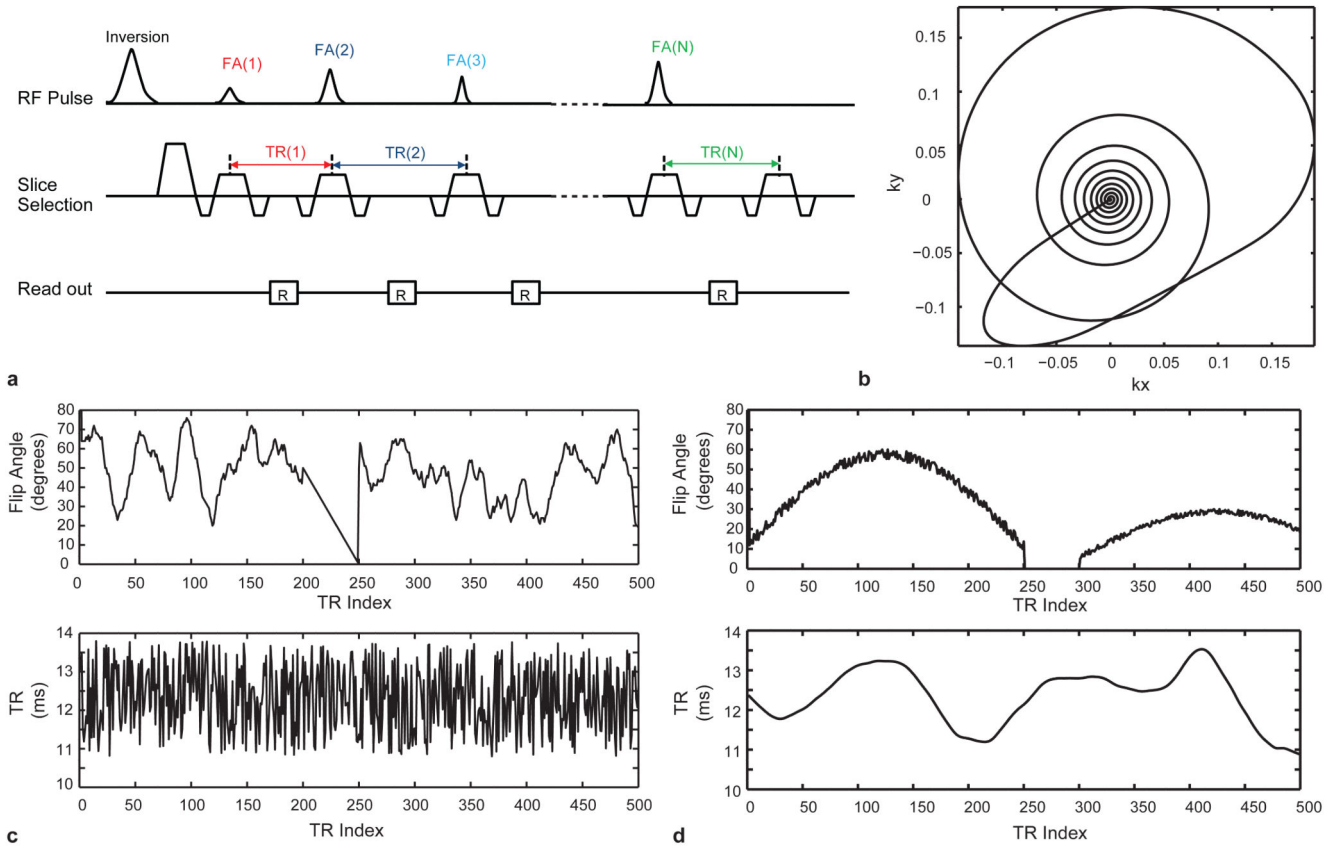 Inversion
FA(1)
FA(2)
FA(3)
FA(N)
RF Pulse
TR(1)
TR(2)
TR(N)
Slice
Selection
Read out
R
R
R
R
a
0.15
0.1
0.05
0
−0.05
−0.1
ky
−0.1
−0.05
0
0.05
0.1
0.15
kx
b
80
70
60
50
40
30
20
10
0
Flip Angle
(degrees)
0 50 100 150 200 250 300 350 400 450 500
TR Index
14
13
12
11
10
TR
(ms)
0 50 100 150 200 250 300 350 400 450 500
TR Index
c
80
70
60
50
40
30
20
10
0
Flip Angle
(degrees)
0 50 100 150 200 250 300 350 400 450 500
TR Index
14
13
12
11
10
TR
(ms)
0 50 100 150 200 250 300 350 400 450 500
TR Index
d